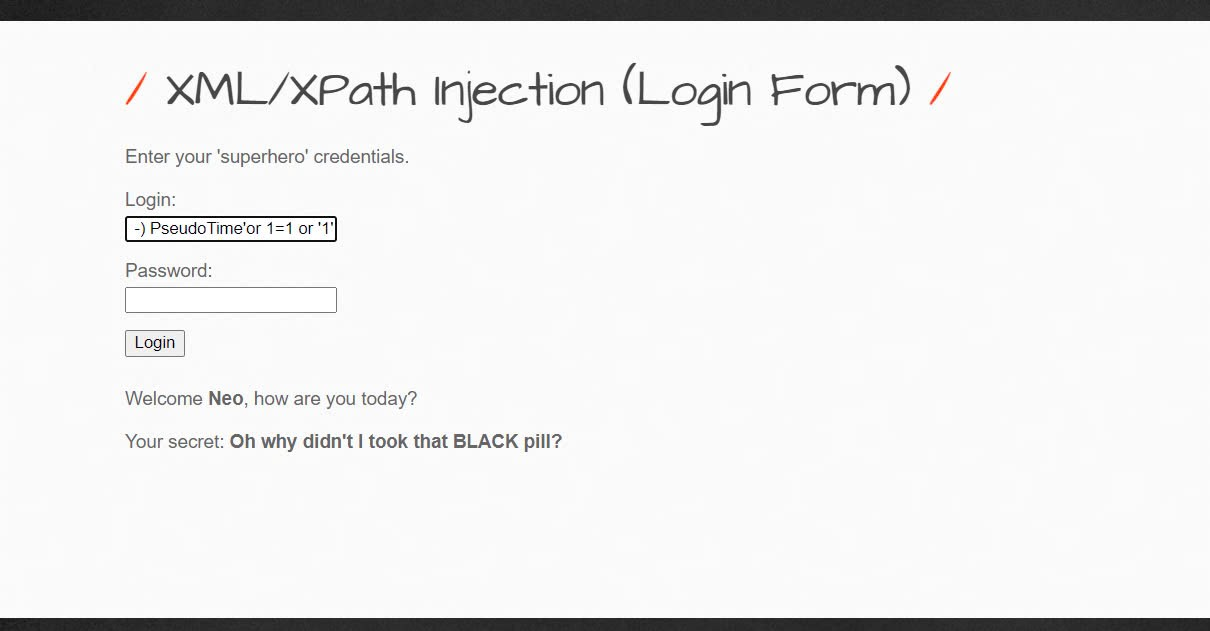 / XML/XPath Injection (Login Form) /
Enter your 'superhero' credentials.
Login:
-) PseudoTime'or 1=1 or '1'
Password:
Login
Welcome Neo, how are you today?
Your secret: Oh why didn't I took that BLACK pill?